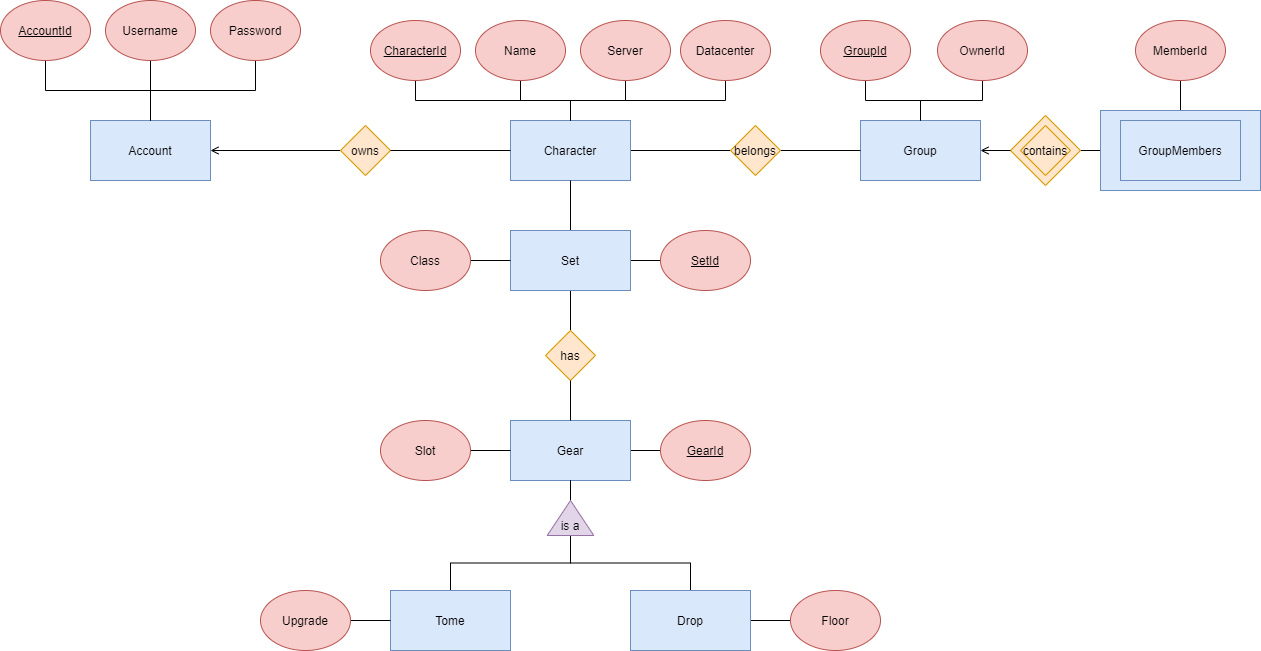 AccountId
Username
Password
CharacterId
Name
Server
Datacenter
GroupId
OwnerId
MemberId
Account
owns
Character
belongs
Group
contains
GroupMembers
Class
Set
SetId
has
Slot
Gear
GearId
is a
Upgrade
Tome
Drop
Floor